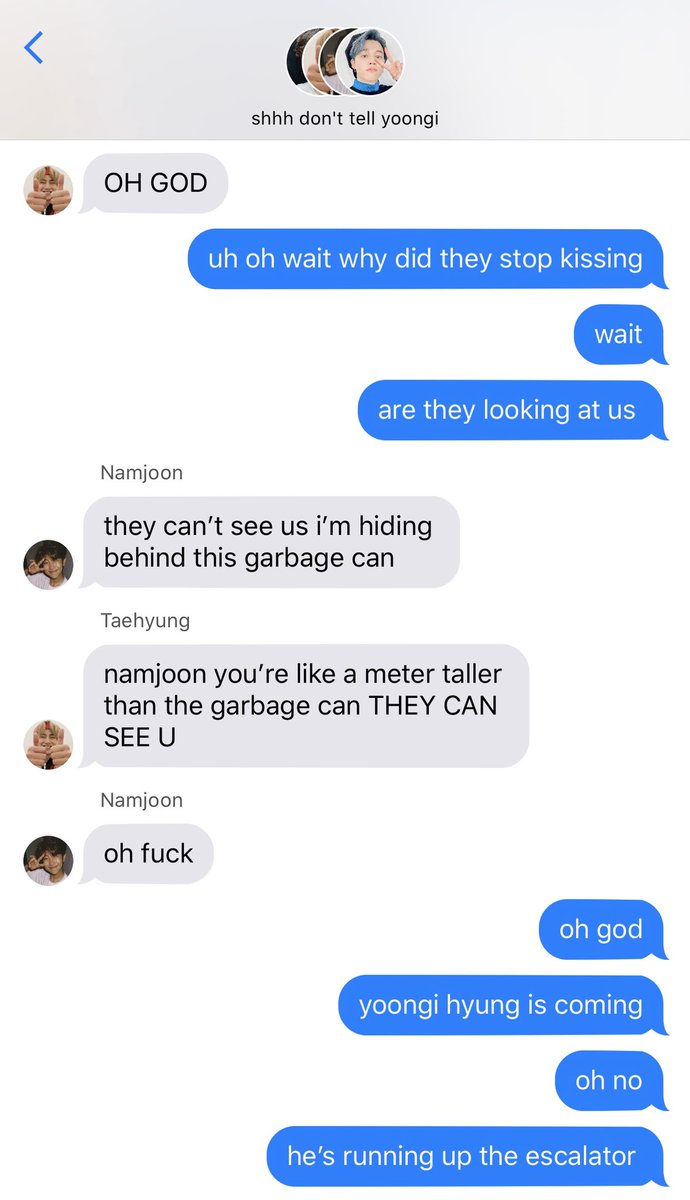 shhh don't tell yoongi
OH GOD
uh oh wait why did they stop kissing
wait
are they looking at us
Namjoon
they can’t see us i’m hiding
behind this garbage can
Taehyung
namjoon you’re like a meter taller
than the garbage can THEY CAN
SEE U
Namjoon
oh fuck
oh god
yoongi hyung is coming
oh no
he’s running up the escalator